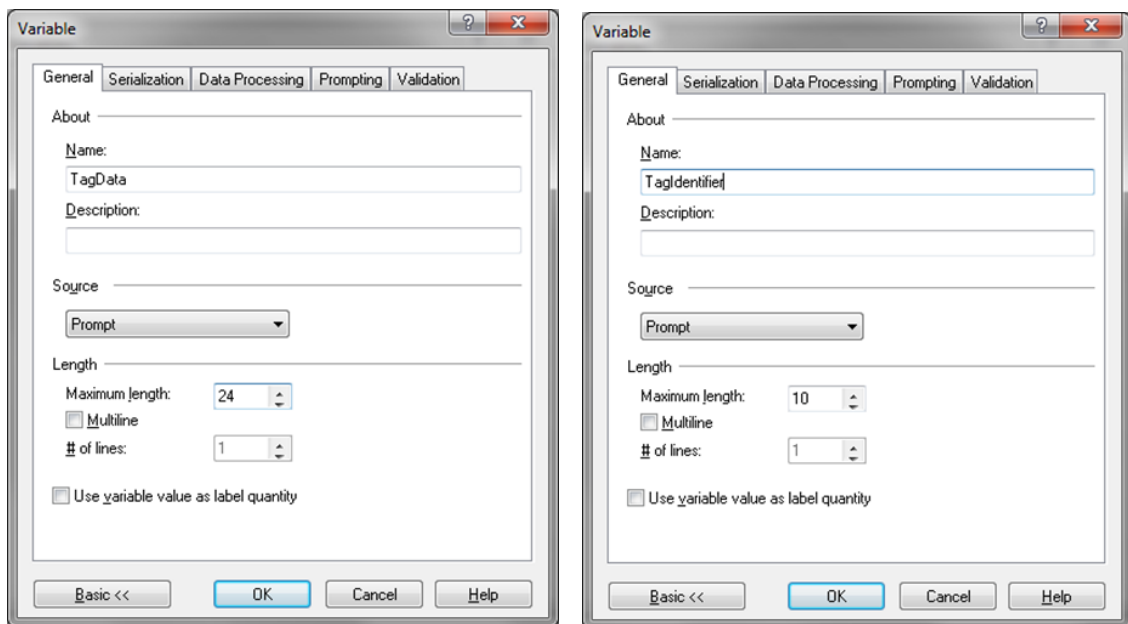 Variable
General Serialization Data Processing Prompting Validation
About
Name:
TagData
Description:
Source
Prompt
Length
Maximum length: 24
Multiline
# of lines: 1
Use variable value as label quantity
Basic << OK Cancel Help
Variable
General Serialization Data Processing Prompting Validation
About
Name:
TagIdentifier
Description:
Source
Prompt
Length
Maximum length: 10
Multiline
# of lines: 1
Use variable value as label quantity
Basic << OK Cancel Help